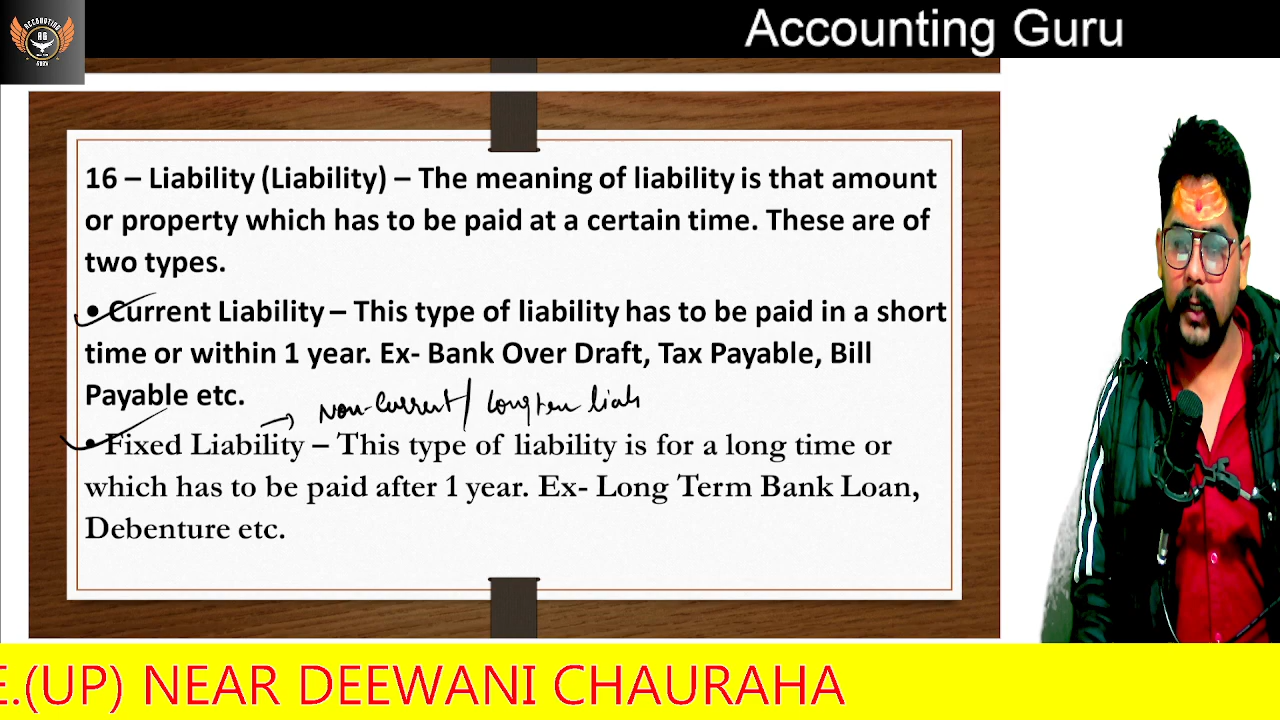 Accounting Guru
ACCOUNTING
AG
GURU
16 – Liability (Liability) – The meaning of liability is that amount
or property which has to be paid at a certain time. These are of
two types.
• Current Liability – This type of liability has to be paid in a short
time or within 1 year. Ex- Bank Over Draft, Tax Payable, Bill
Payable etc.
Non-Current/
• Fixed Liability – This type of liability is for a long time or
which has to be paid after 1 year. Ex- Long Term Bank Loan,
Debenture etc.
E.(UP) NEAR DEEWANI CHAURAHA